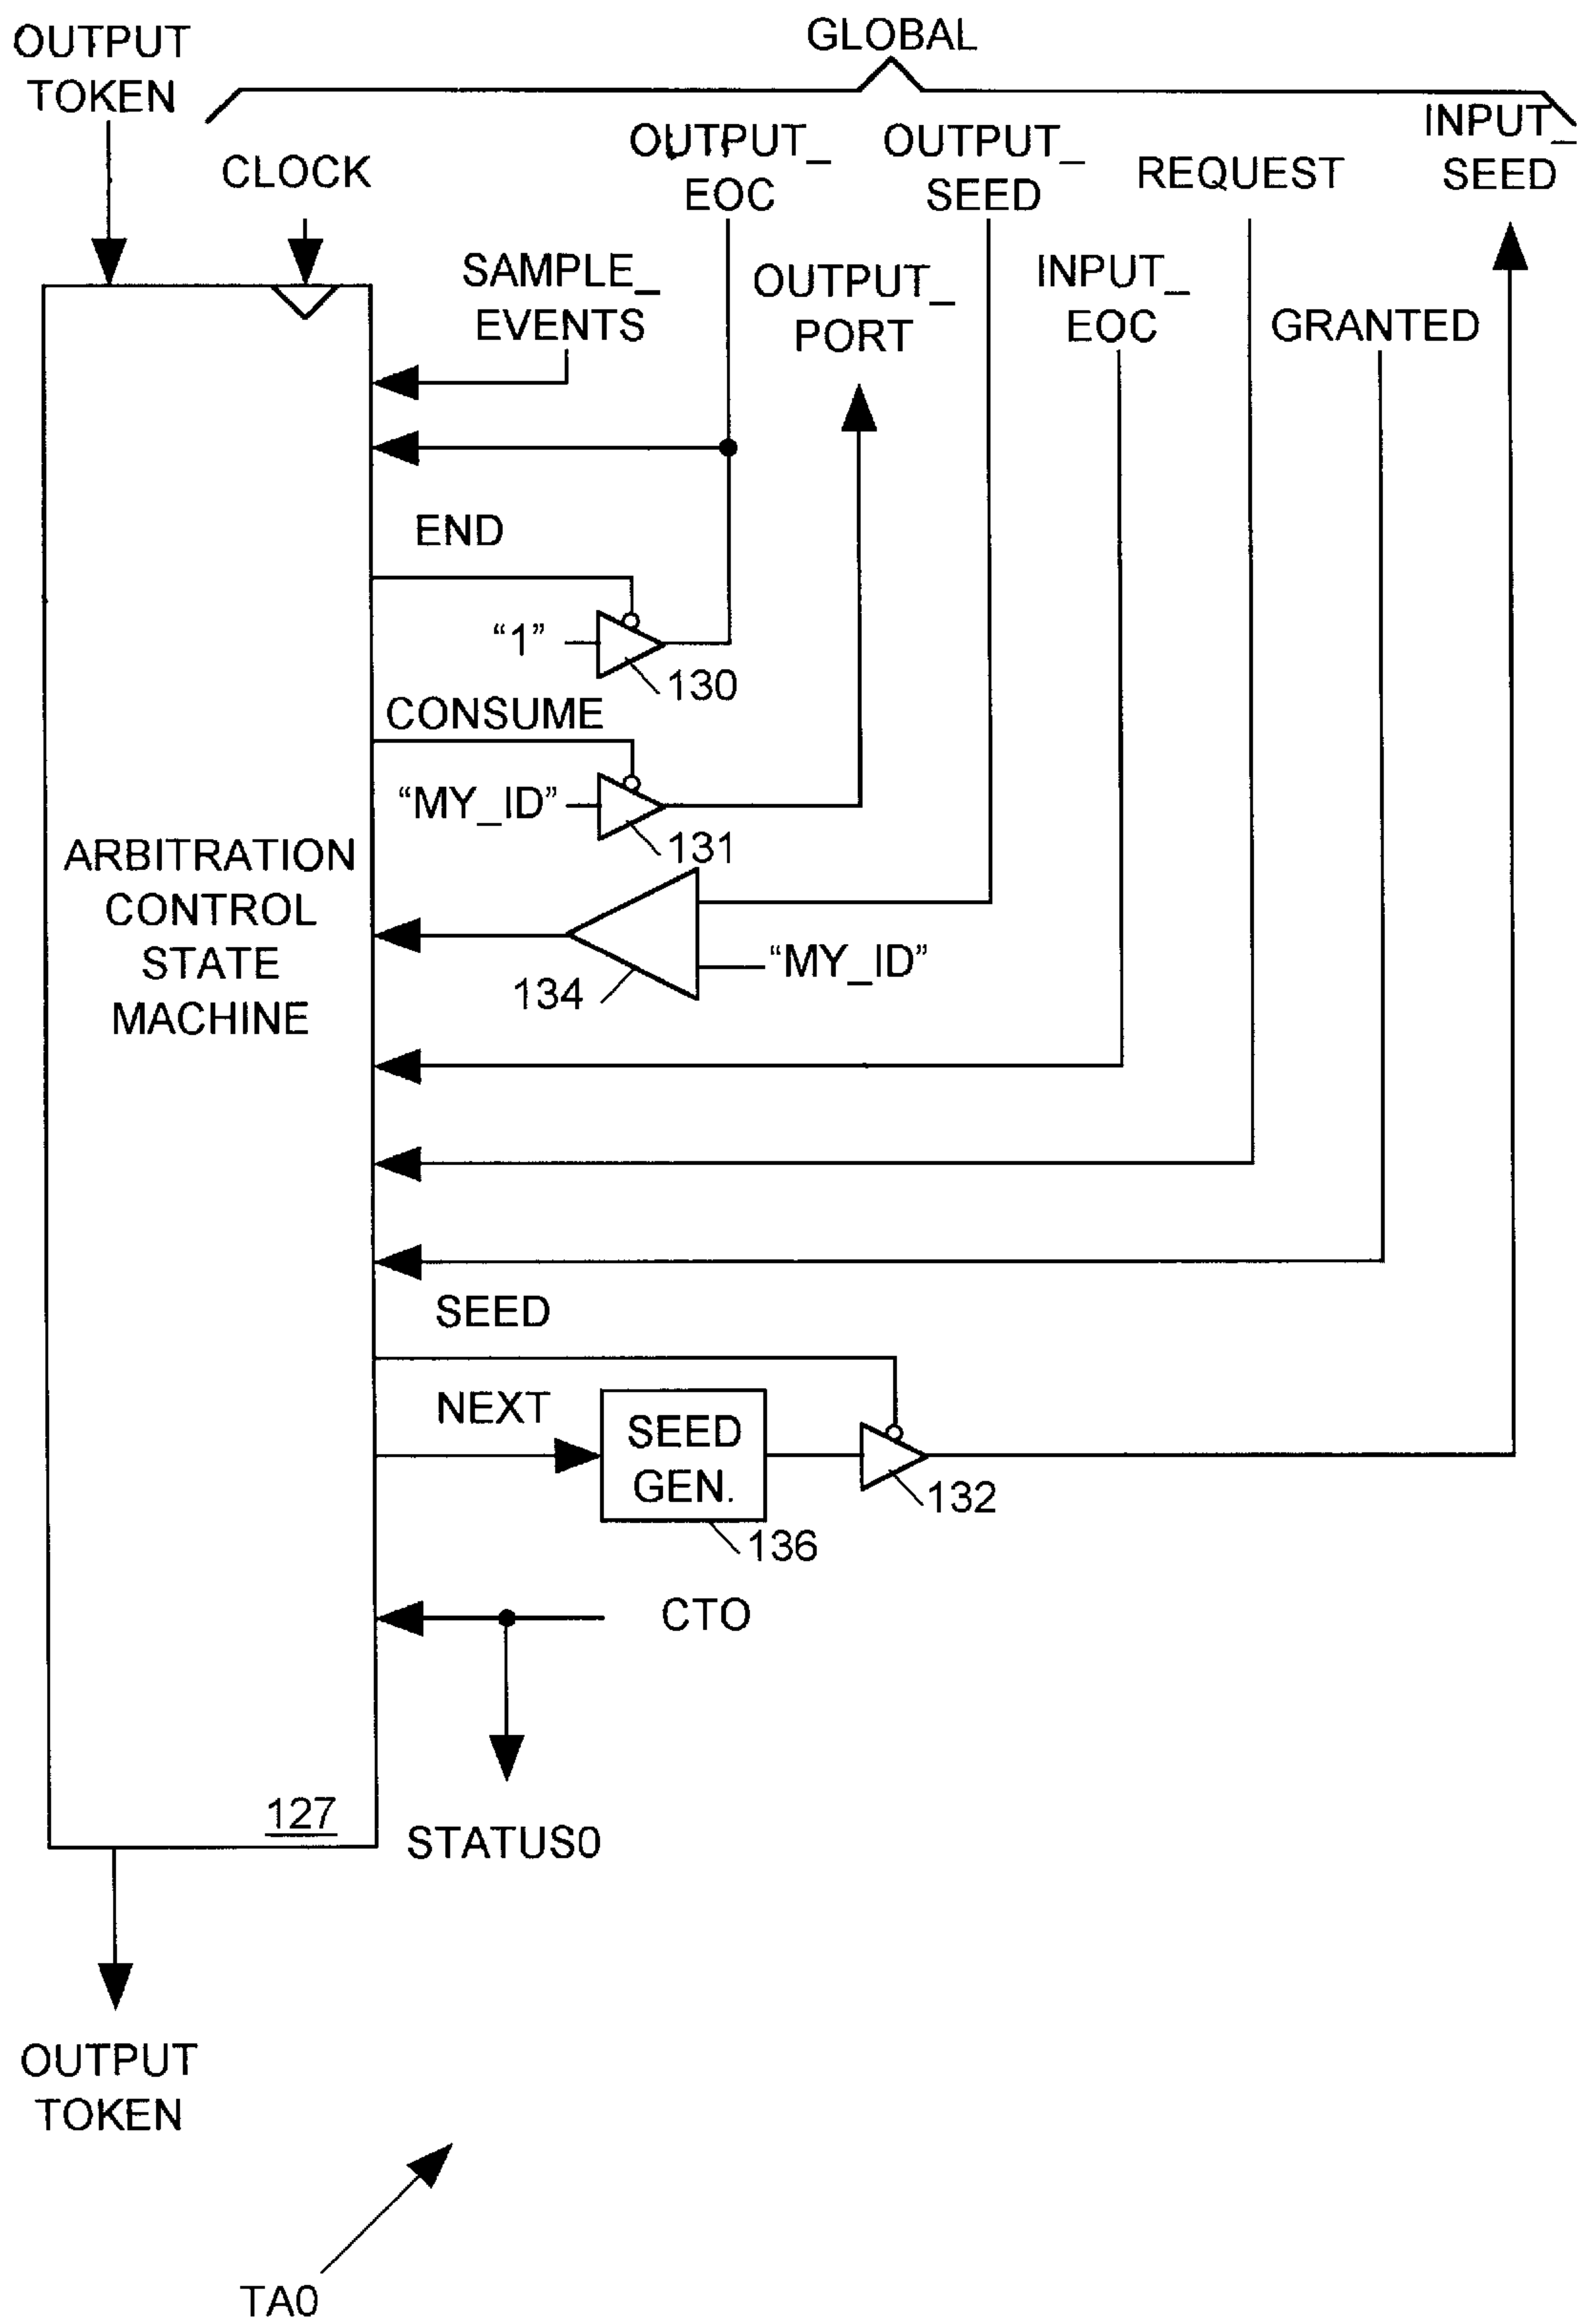 OUTPUT
TOKEN
GLOBAL
CLOCK
OUTPUT_
EOC
OUTPUT_
SEED
REQUEST
INPUT_
SEED
SAMPLE_
EVENTS
OUTPUT_
PORT
INPUT_
EOC
GRANTED
END
“1”
130
CONSUME
“MY_ID”
131
ARBITRATION
CONTROL
STATE
MACHINE
“MY_ID”
134
SEED
NEXT
SEED
GEN.
132
136
CTO
127
STATUS0
OUTPUT
TOKEN
TA0